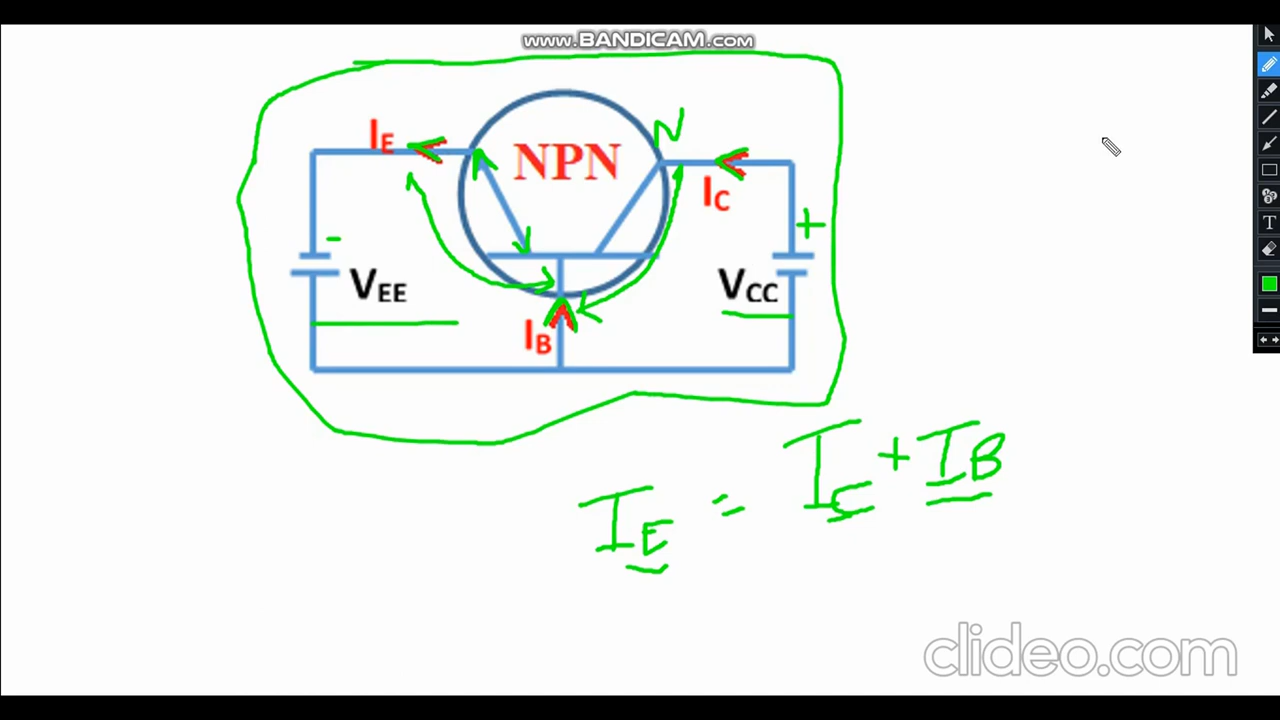 www.BANDICAM.com
N
IE
NPN
IC
-
+
VEE
VCC
IB
IE = IC + IB
T
clideo.com